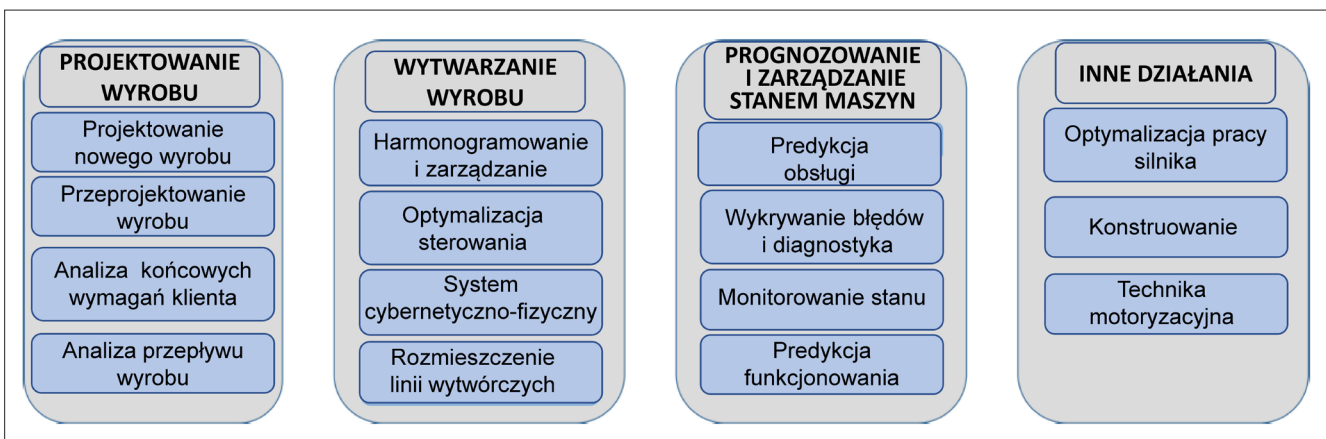 PROJEKTOWANIE
WYROBU
Projektowanie
nowego wyrobu
Przeprojektowanie
wyrobu
Analiza końcowych
wymagań klienta
Analiza przepływu
wyrobu
WYTWARZANIE
WYROBU
Harmonogramowanie
i zarządzanie
Optymalizacja
sterowania
System
cybernetyczno-fizyczny
Rozmieszczenie
linii wytwórczych
PROGNOZOWANIE
I ZARZĄDZANIE
STANEM MASZYN
Predykcja
obsługi
Wykrywanie błędów
i diagnostyka
Monitorowanie stanu
Predykcja
funkcjonowania
INNE DZIAŁANIA
Optymalizacja pracy
silnika
Konstruowanie
Technika
motoryzacyjna